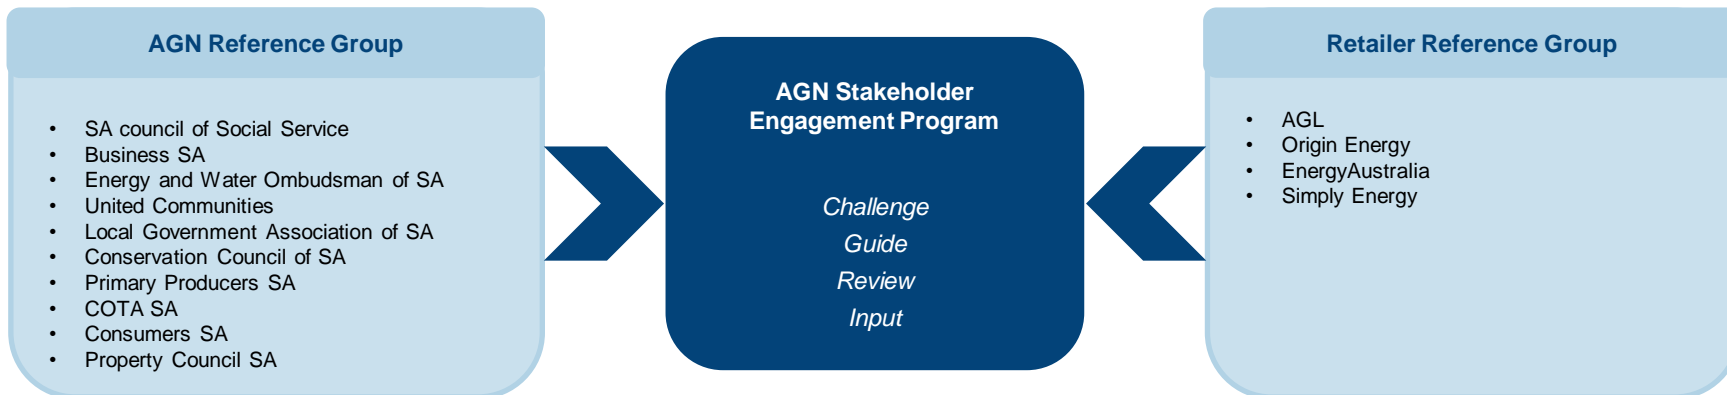 AGN Reference Group
• SA council of Social Service
• Business SA
• Energy and Water Ombudsman of SA
• United Communities
• Local Government Association of SA
• Conservation Council of SA
• Primary Producers SA
• COTA SA
• Consumers SA
• Property Council SA
AGN Stakeholder
Engagement Program
Challenge
Guide
Review
Input
Retailer Reference Group
• AGL
• Origin Energy
• EnergyAustralia
• Simply Energy